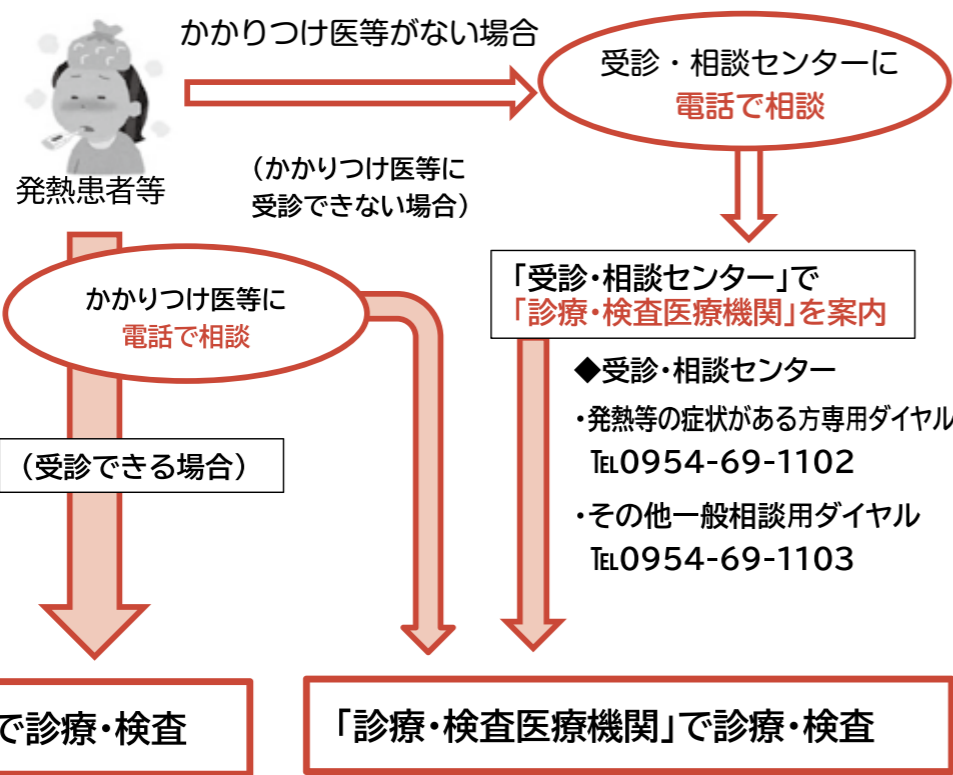 かかりつけ医等がない場合
受診・相談センターに
電話で相談
発熱患者等
(かかりつけ医等に
受診できない場合)
かかりつけ医等に
電話で相談
「受診・相談センター」で
「診療・検査医療機関」を案内
◆受診・相談センター
・発熱等の症状がある方専用ダイヤル
℡0954-69-1102
・その他一般相談用ダイヤル
℡0954-69-1103
(受診できる場合)
で診療・検査
「診療・検査医療機関」で診療・検査